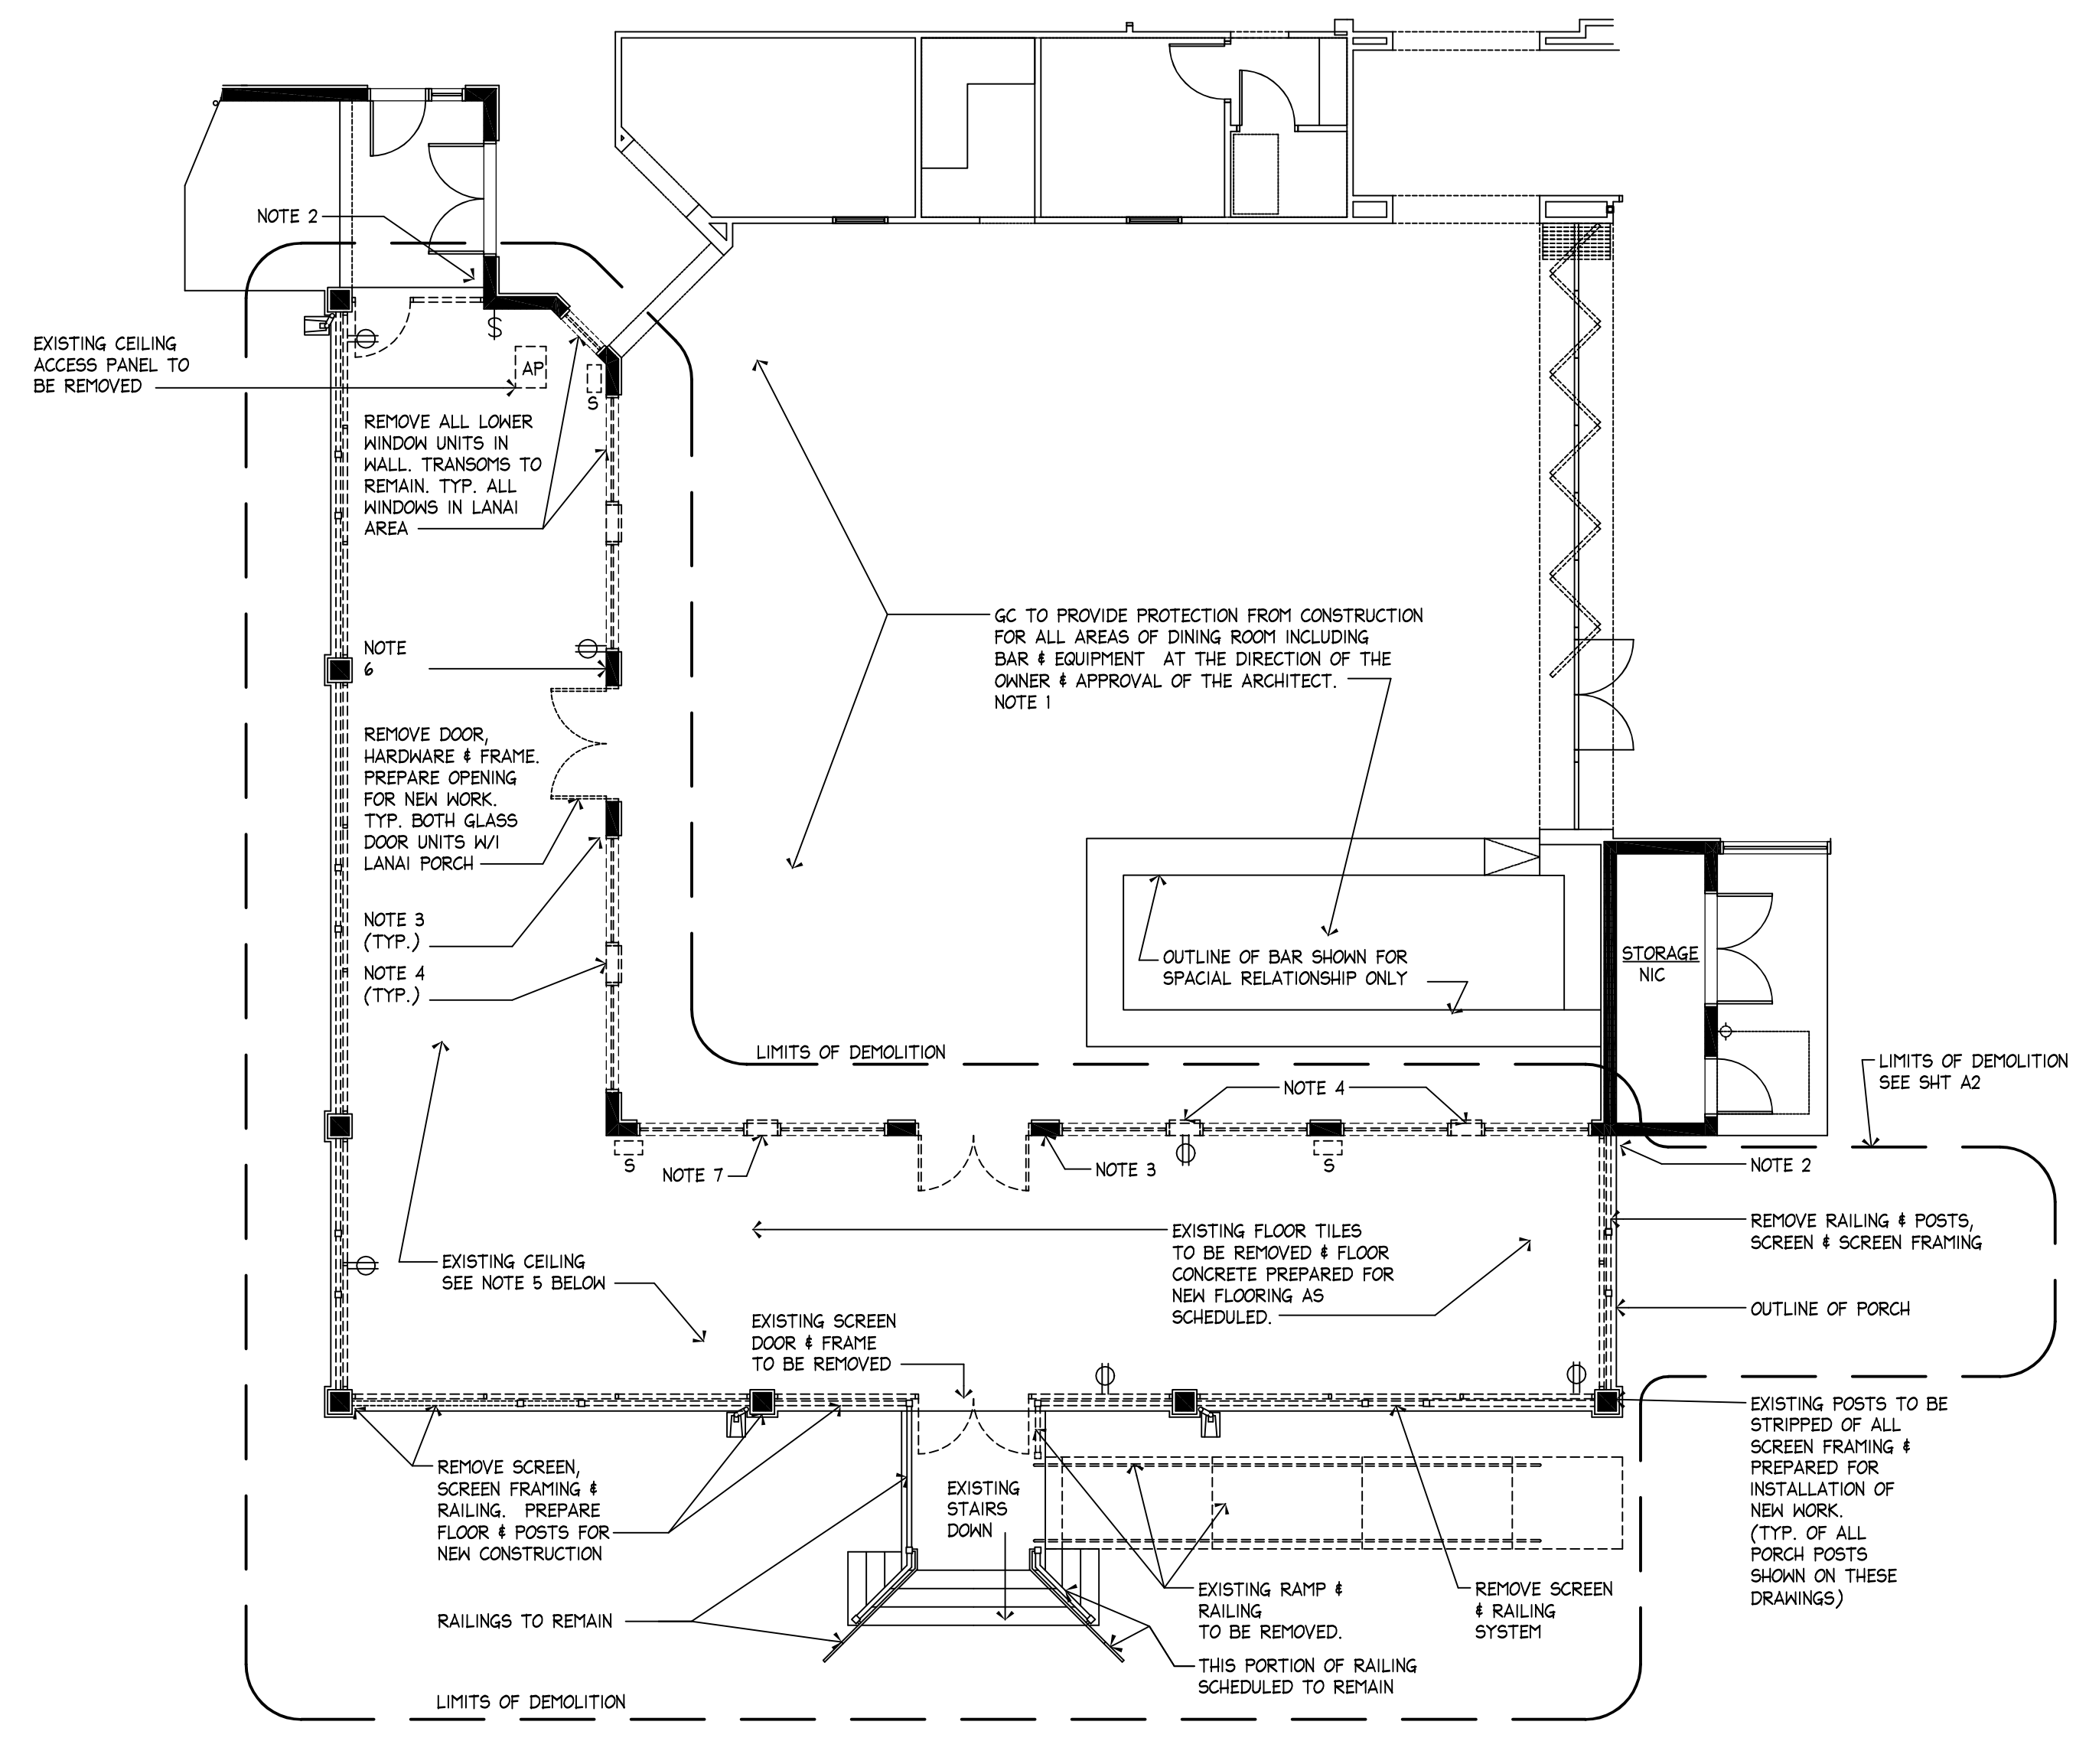 NOTE 2
EXISTING CEILING
ACCESS PANEL TO
BE REMOVED
$
AP
S
REMOVE ALL LOWER
WINDOW UNITS IN
WALL. TRANSOMS TO
REMAIN. TYP. ALL
WINDOWS IN LANAI
AREA
GC TO PROVIDE PROTECTION FROM CONSTRUCTION
FOR ALL AREAS OF DINING ROOM INCLUDING
BAR & EQUIPMENT AT THE DIRECTION OF THE
OWNER & APPROVAL OF THE ARCHITECT.
NOTE 1
NOTE
6
REMOVE DOOR,
HARDWARE & FRAME.
PREPARE OPENING
FOR NEW WORK.
TYP. BOTH GLASS
DOOR UNITS W/I
LANAI PORCH
NOTE 3
(TYP.)
NOTE 4
(TYP.)
OUTLINE OF BAR SHOWN FOR
SPACIAL RELATIONSHIP ONLY
STORAGE
NIC
LIMITS OF DEMOLITION
LIMITS OF DEMOLITION
SEE SHT A2
NOTE 4
S
NOTE 7
NOTE 3
S
NOTE 2
REMOVE RAILING & POSTS,
SCREEN & SCREEN FRAMING
OUTLINE OF PORCH
EXISTING CEILING
SEE NOTE 5 BELOW
EXISTING FLOOR TILES
TO BE REMOVED & FLOOR
CONCRETE PREPARED FOR
NEW FLOORING AS
SCHEDULED.
EXISTING SCREEN
DOOR & FRAME
TO BE REMOVED
EXISTING POSTS TO BE
STRIPPED OF ALL
SCREEN FRAMING &
PREPARED FOR
INSTALLATION OF
NEW WORK.
(TYP. OF ALL
PORCH POSTS
SHOWN ON THESE
DRAWINGS)
REMOVE SCREEN,
SCREEN FRAMING &
RAILING. PREPARE
FLOOR & POSTS FOR
NEW CONSTRUCTION
EXISTING
STAIRS
DOWN
RAILINGS TO REMAIN
EXISTING RAMP &
RAILING
TO BE REMOVED.
REMOVE SCREEN
& RAILING
SYSTEM
THIS PORTION OF RAILING
SCHEDULED TO REMAIN
LIMITS OF DEMOLITION